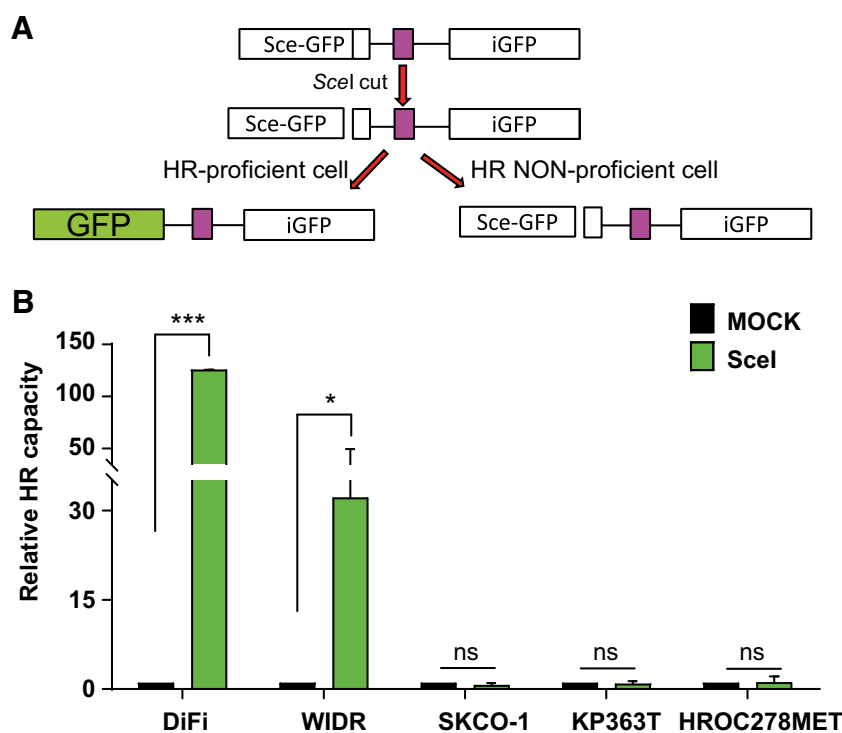 A
Sce-GFP iGFP
SceI cut
Sce-GFP iGFP
HR-proficient cell HR NON-proficient cell
GFP iGFP Sce-GFP iGFP
B
Relative HR capacity
150
100
50
30
15
0
***
*
ns ns ns
MOCK
SceI
DiFi WIDR SKCO-1 KP363T HROC278MET